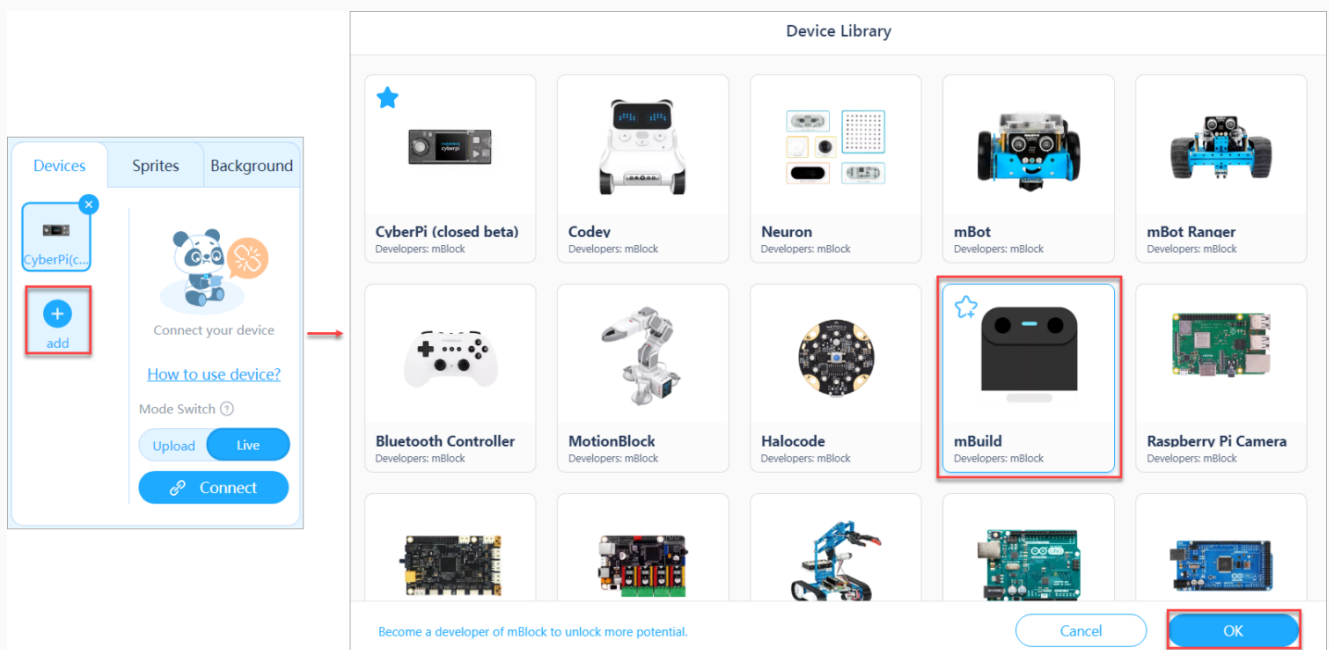 Devices
Sprites
Background
CyberPi(c...
add
Connect your device
How to use device?
Mode Switch
Upload
Live
Connect
Device Library
CyberPi (closed beta)
Developers: mBlock
Codey
Developers: mBlock
Neuron
Developers: mBlock
mBot
Developers: mBlock
mBot Ranger
Developers: mBlock
Bluetooth Controller
Developers: mBlock
MotionBlock
Developers: mBlock
Halocode
Developers: mBlock
mBuild
Developers: mBlock
Raspberry Pi Camera
Developers: mBlock
Become a developer of mBlock to unlock more potential.
Cancel
OK